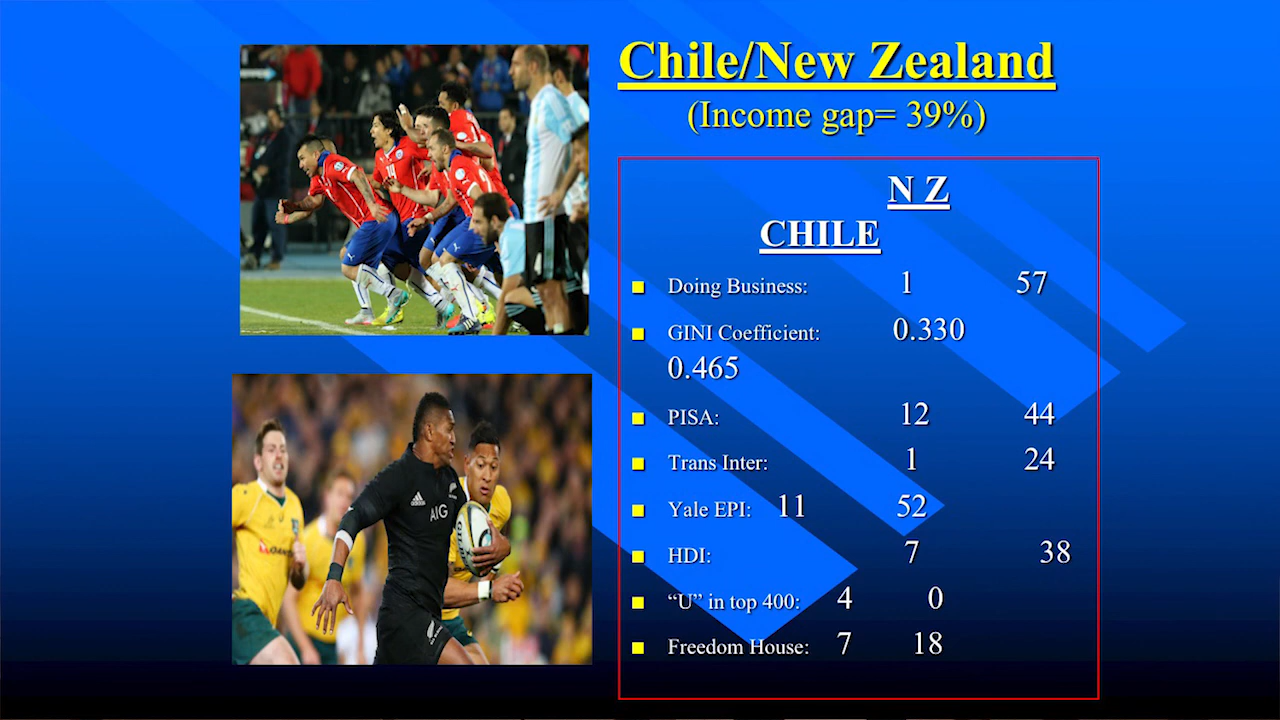 Chile/New Zealand
(Income gap= 39%)
N Z
CHILE
Doing Business: 1 57
GINI Coefficient: 0.330
0.465
PISA: 12 44
Trans Inter: 1 24
Yale EPI: 11 52
HDI: 7 38
“U” in top 400: 4 0
Freedom House: 7 18
AIG